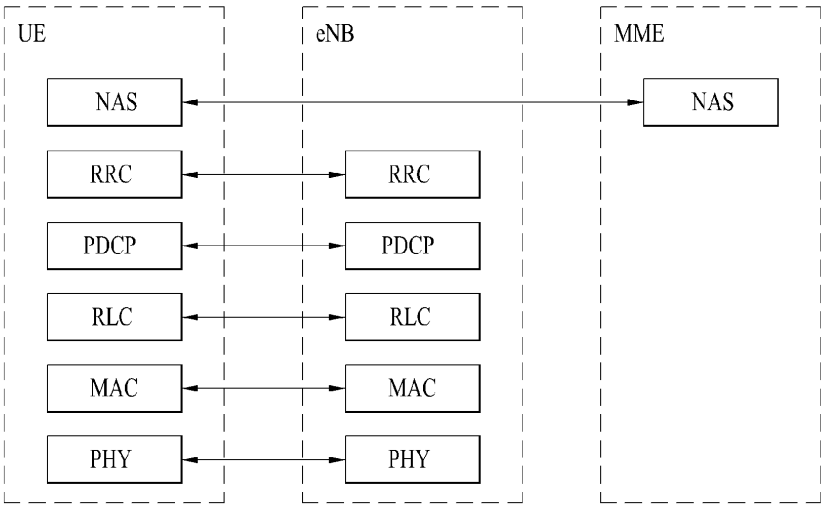 UE eNB MME
NAS NAS
RRC RRC
PDCP PDCP
RLC RLC
MAC MAC
PHY PHY